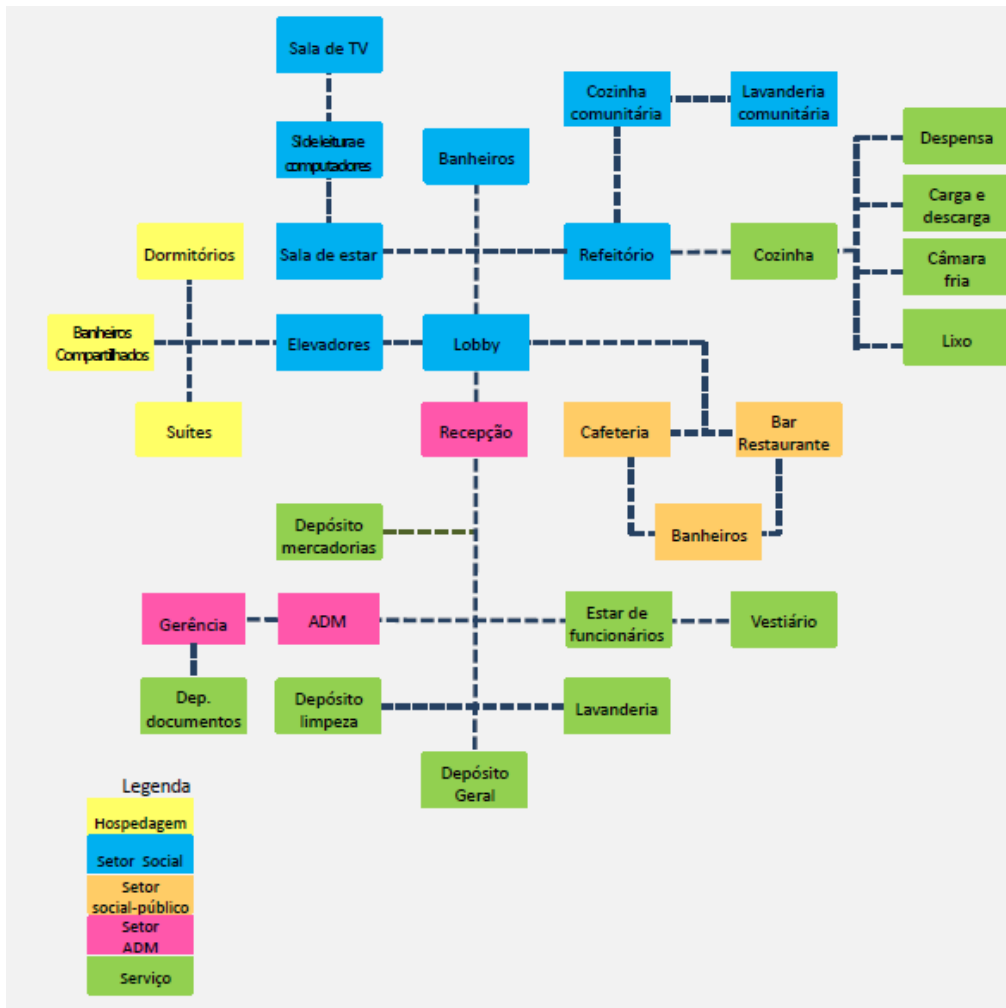 Sala de TV
Cozinha
comunitária
Lavanderia
comunitária
Sl de leitura e
computadores
Banheiros
Despensa
Carga e
descarga
Dormitórios
Sala de estar
Refeitório
Cozinha
Câmara
fria
Banheiros
Compartilhados
Elevadores
Lobby
Lixo
Suítes
Recepção
Cafeteria
Bar
Restaurante
Depósito
mercadorias
Banheiros
Gerência
ADM
Estar de
funcionários
Vestiário
Dep.
documentos
Depósito
limpeza
Lavanderia
Depósito
Geral
Legenda
Hospedagem
Setor Social
Setor
social-público
Setor
ADM
Serviço